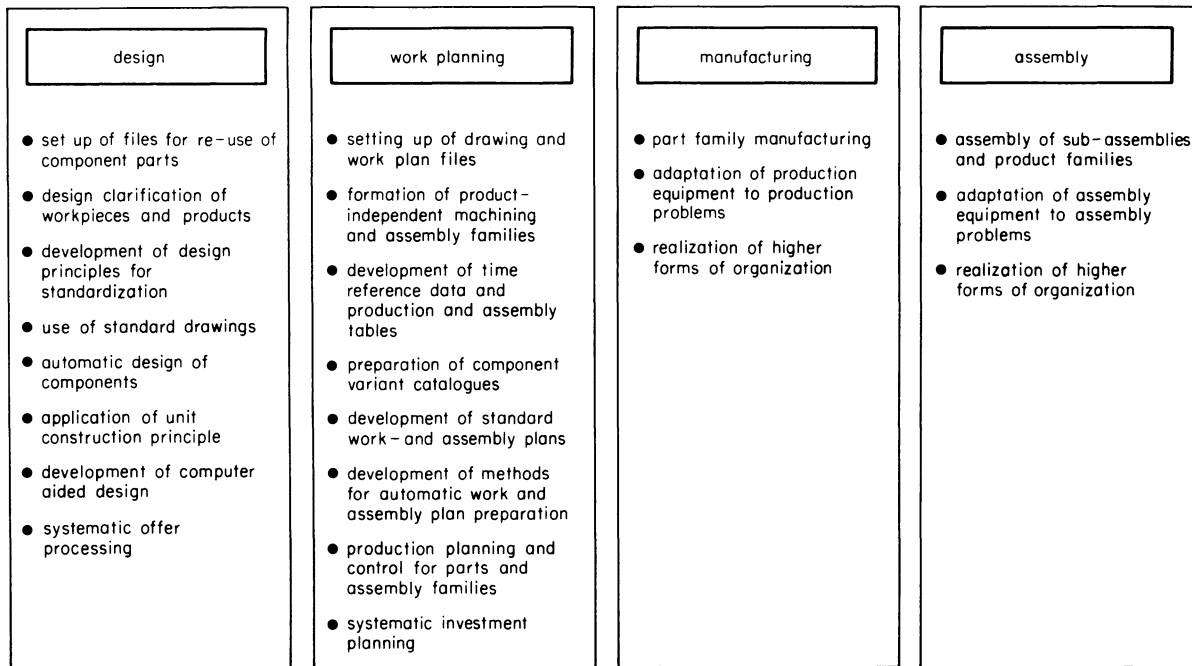 design
● set up of files for re-use of
component parts
● design clarification of
workpieces and products
● development of design
principles for
standardization
● use of standard drawings
● automatic design of
components
● application of unit
construction principle
● development of computer
aided design
● systematic offer
processing
work planning
● setting up of drawing and
work plan files
● formation of product-
independent machining
and assembly families
● development of time
reference data and
production and assembly
tables
● preparation of component
variant catalogues
● development of standard
work-and assembly plans
● development of methods
for automatic work and
assembly plan preparation
● production planning and
control for parts and
assembly families
● systematic investment
planning
manufacturing
● part family manufacturing
● adaptation of production
equipment to production
problems
● realization of higher
forms of organization
assembly
● assembly of sub-assemblies
and product families
● adaptation of assembly
equipment to assembly
problems
● realization of higher
forms of organization